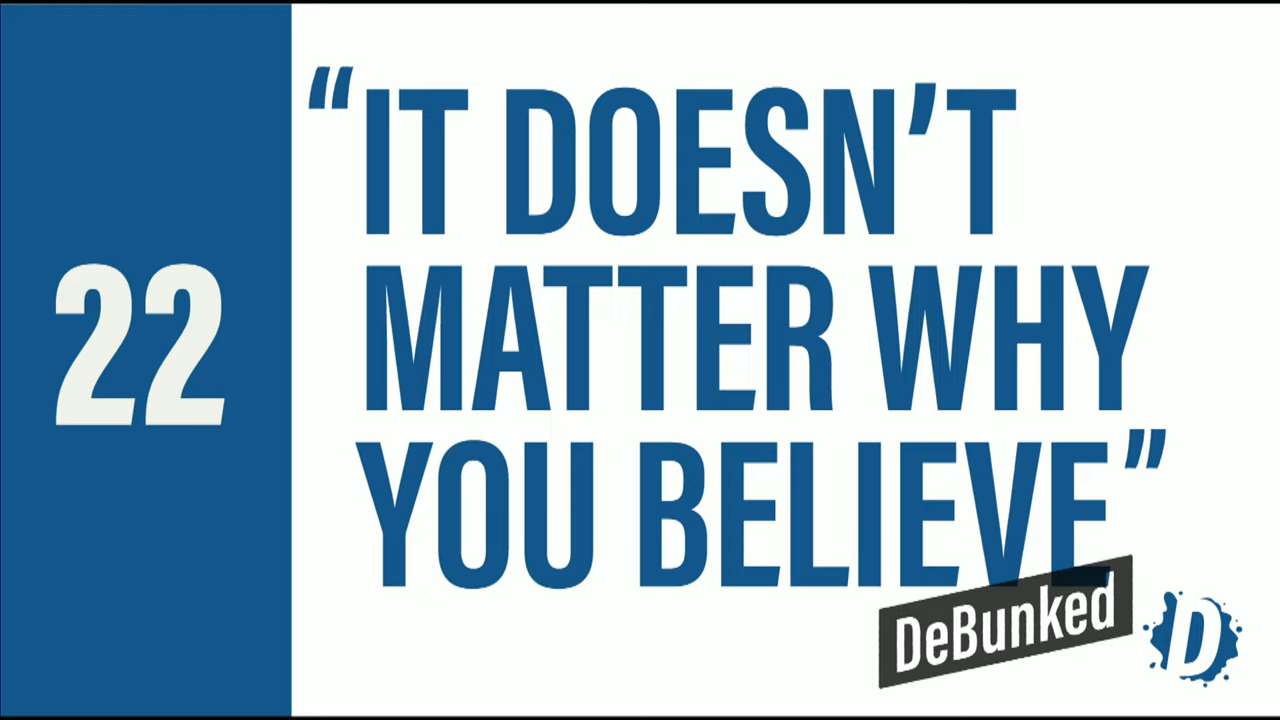 22
“IT DOESN’T
MATTER WHY
YOU BELIEVE”
DeBunked
D